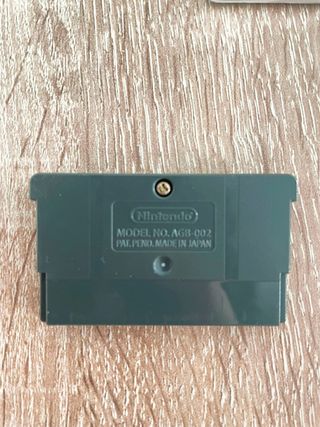 Nintendo
MODEL NO. AGB-002
PAT. PEND. MADE IN JAPAN